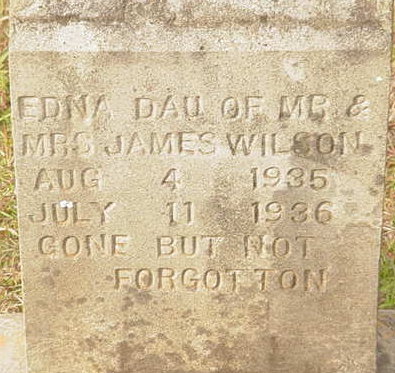 EDNA DAU OF MR. &
MRS JAMES WILSON
AUG 4 1935
JULY 11 1936
GONE BUT NOT
FORGOTTON